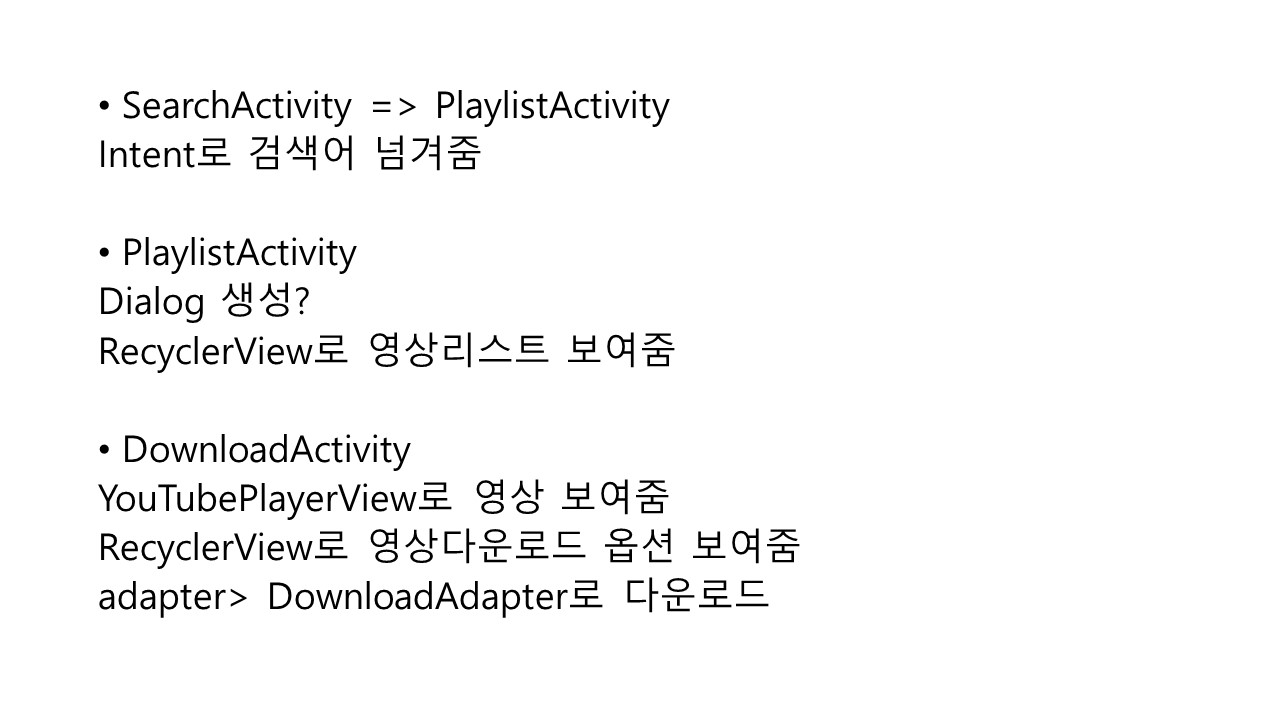 • SearchActivity => PlaylistActivity
Intent로 검색어 넘겨줌
• PlaylistActivity
Dialog 생성?
RecyclerView로 영상리스트 보여줌
• DownloadActivity
YouTubePlayerView로 영상 보여줌
RecyclerView로 영상다운로드 옵션 보여줌
adapter> DownloadAdapter로 다운로드